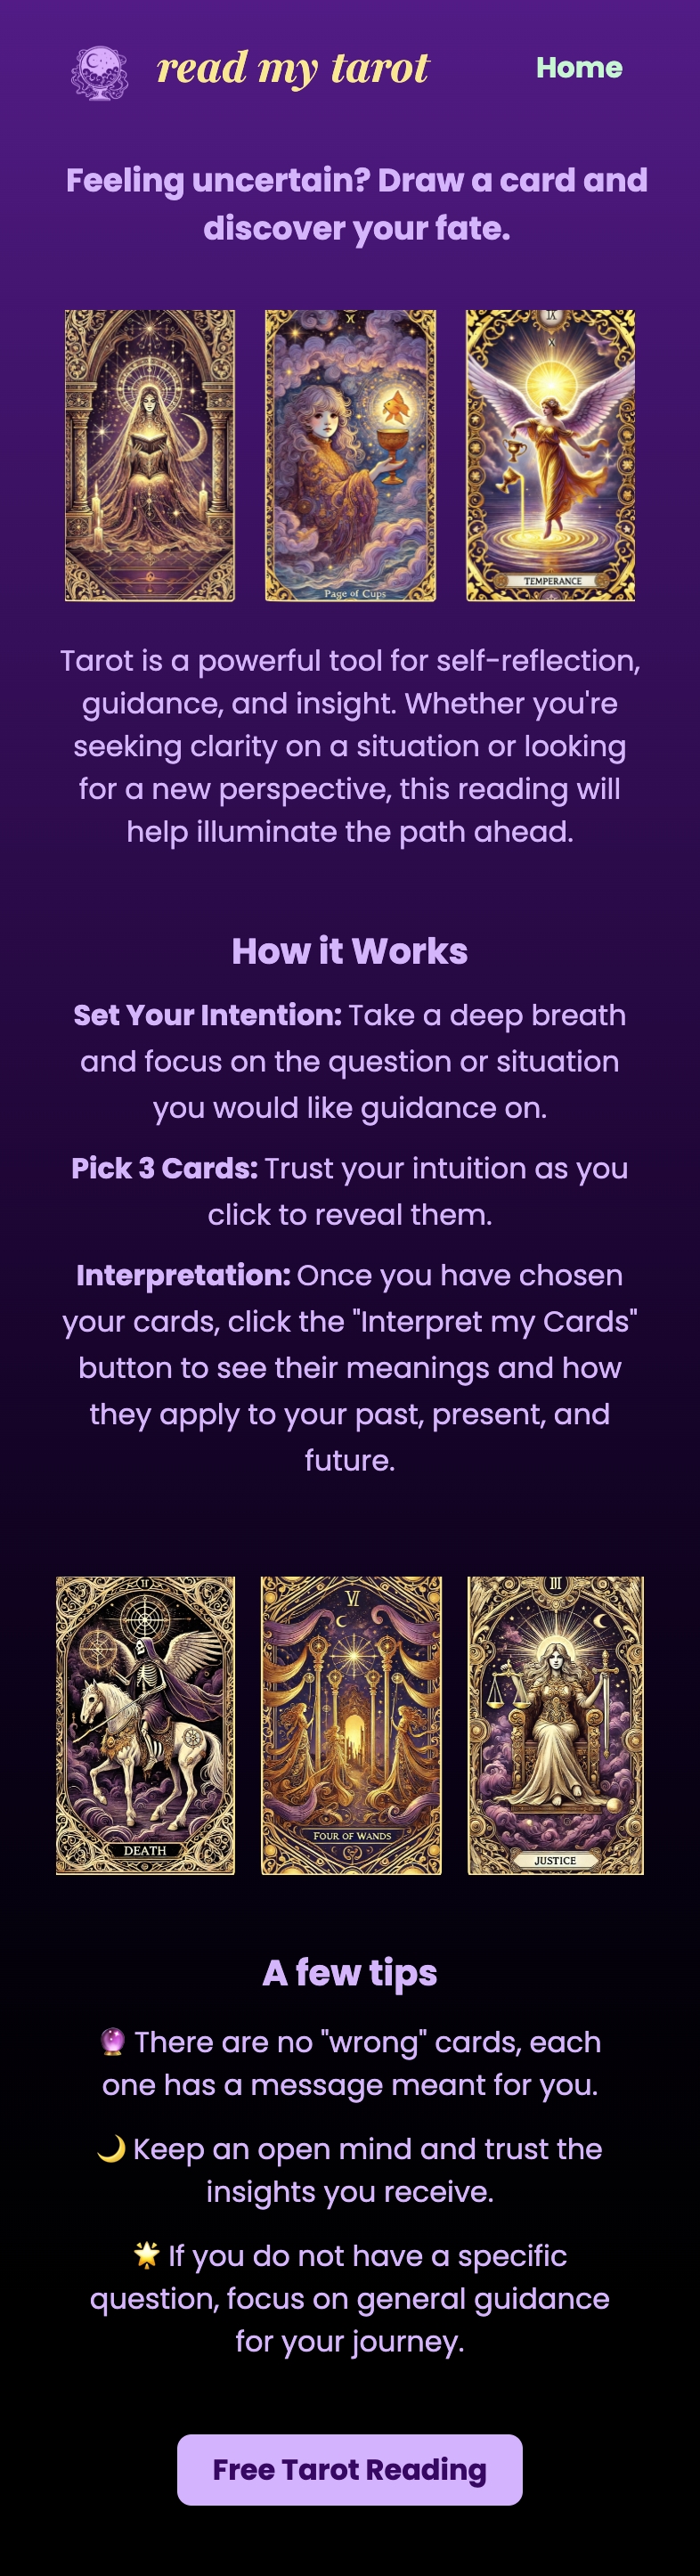 read my tarot
Home
Feeling uncertain? Draw a card and
discover your fate.
X
IX
X
Page of Cups
TEMPERANCE
Tarot is a powerful tool for self-reflection,
guidance, and insight. Whether you're
seeking clarity on a situation or looking
for a new perspective, this reading will
help illuminate the path ahead.
How it Works
Set Your Intention: Take a deep breath
and focus on the question or situation
you would like guidance on.
Pick 3 Cards: Trust your intuition as you
click to reveal them.
Interpretation: Once you have chosen
your cards, click the "Interpret my Cards"
button to see their meanings and how
they apply to your past, present, and
future.
II
VI
III
DEATH
FOUR OF WANDS
JUSTICE
A few tips
🔮 There are no "wrong" cards, each
one has a message meant for you.
🌙 Keep an open mind and trust the
insights you receive.
🌟 If you do not have a specific
question, focus on general guidance
for your journey.
Free Tarot Reading